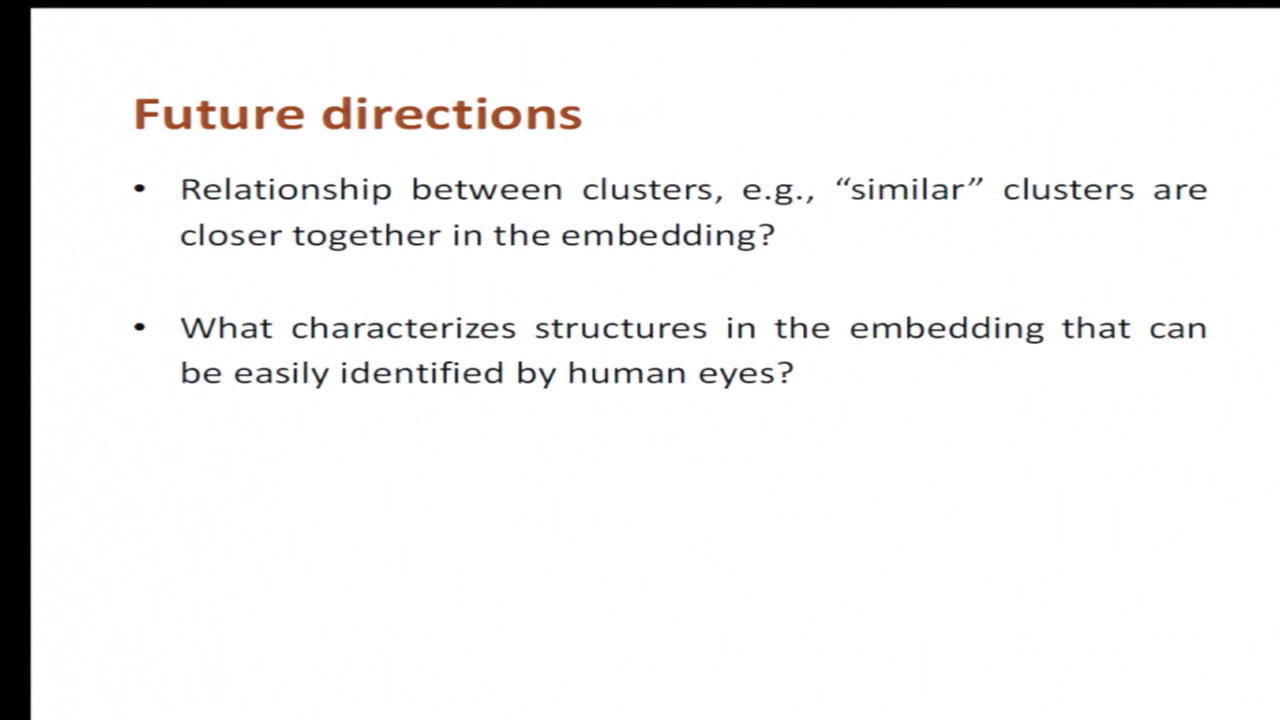 Future directions
• Relationship between clusters, e.g., “similar” clusters are
closer together in the embedding?
• What characterizes structures in the embedding that can
be easily identified by human eyes?